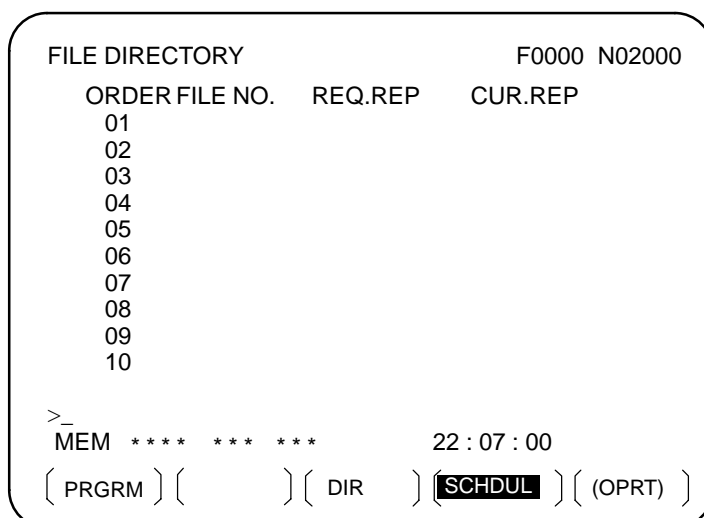 FILE DIRECTORY F0000 N02000
ORDER FILE NO. REQ.REP CUR.REP
01
02
03
04
05
06
07
08
09
10
>_
MEM **** *** *** 22 : 07 : 00
[ PRGRM ] [ ] [ DIR ] [ SCHDUL ] [ (OPRT) ]